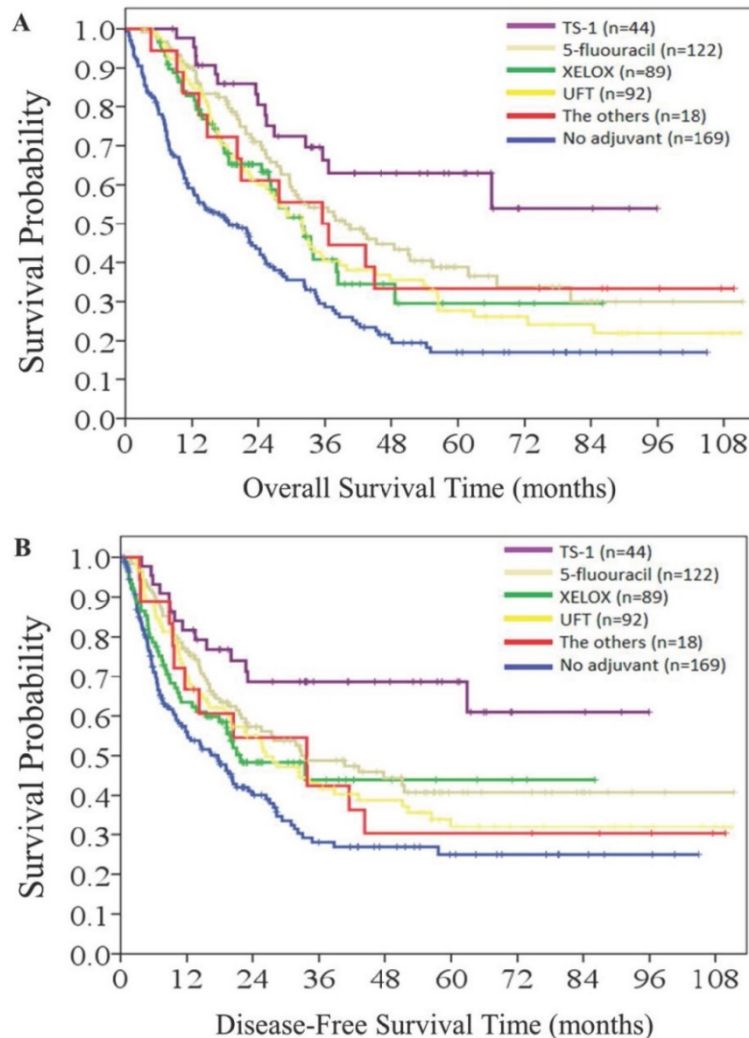 A
1.0
0.9
0.8
0.7
0.6
0.5
0.4
0.3
0.2
0.1
0.0
Survival Probability
TS-1 (n=44)
5-fluouracil (n=122)
XELOX (n=89)
UFT (n=92)
The others (n=18)
No adjuvant (n=169)
0 12 24 36 48 60 72 84 96 108
Overall Survival Time (months)
B
1.0
0.9
0.8
0.7
0.6
0.5
0.4
0.3
0.2
0.1
0.0
Survival Probability
TS-1 (n=44)
5-fluouracil (n=122)
XELOX (n=89)
UFT (n=92)
The others (n=18)
No adjuvant (n=169)
0 12 24 36 48 60 72 84 96 108
Disease-Free Survival Time (months)